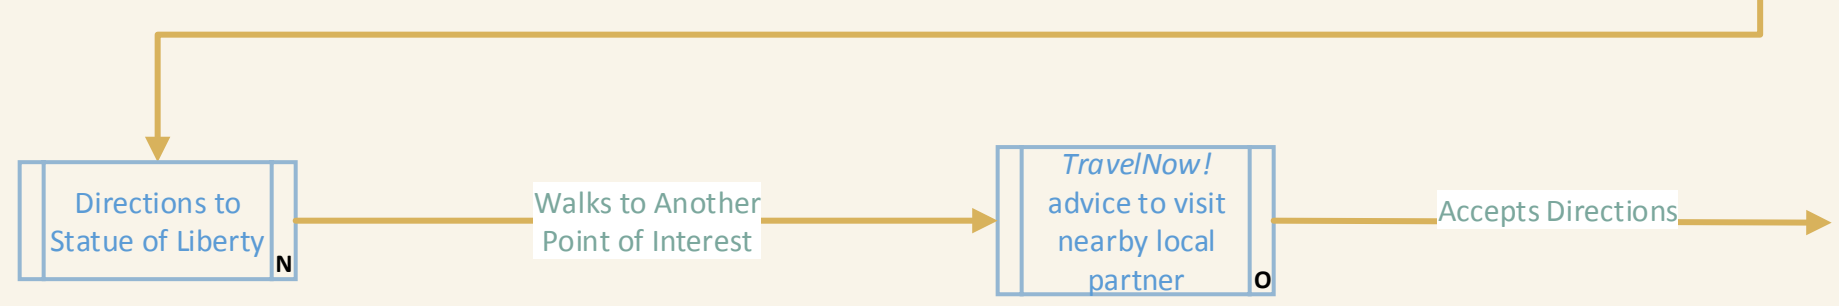 Directions to
Statue of Liberty
N
Walks to Another
Point of Interest
TravelNow!
advice to visit
nearby local
partner
O
Accepts Directions